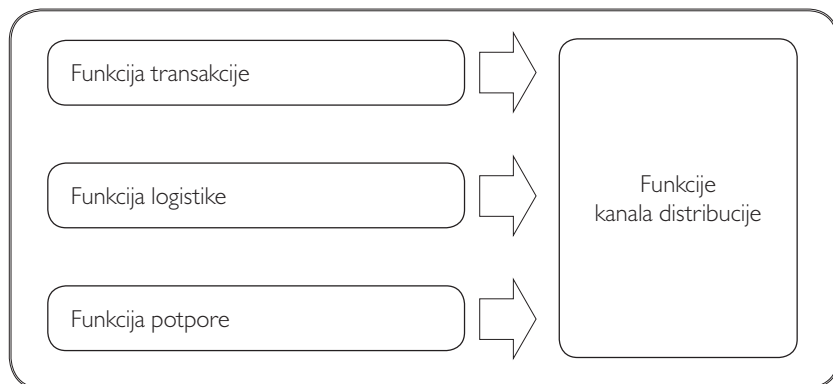 Funkcija transakcije
Funkcija logistike
Funkcije
kanala distribucije
Funkcija potpore